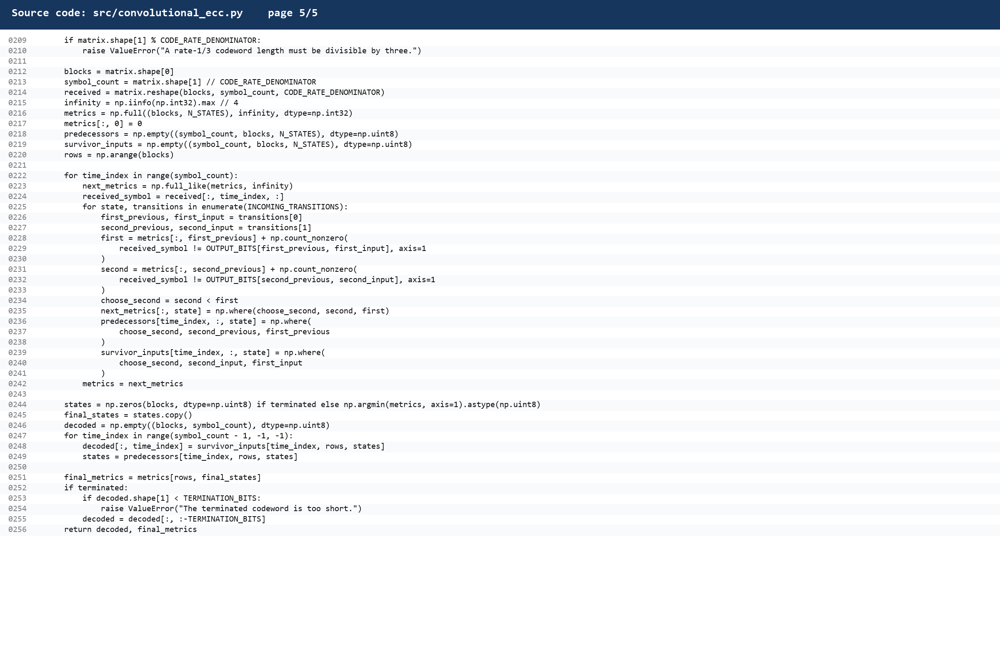 Source code: src/convolutional_ecc.py    page 5/5
0209        if matrix.shape[1] % CODE_RATE_DENOMINATOR:
0210            raise ValueError("A rate-1/3 codeword length must be divisible by three.")
0211
0212        blocks = matrix.shape[0]
0213        symbol_count = matrix.shape[1] // CODE_RATE_DENOMINATOR
0214        received = matrix.reshape(blocks, symbol_count, CODE_RATE_DENOMINATOR)
0215        infinity = np.iinfo(np.int32).max // 4
0216        metrics = np.full((blocks, N_STATES), infinity, dtype=np.int32)
0217        metrics[:, 0] = 0
0218        predecessors = np.empty((symbol_count, blocks, N_STATES), dtype=np.uint8)
0219        survivor_inputs = np.empty((symbol_count, blocks, N_STATES), dtype=np.uint8)
0220        rows = np.arange(blocks)
0221
0222        for time_index in range(symbol_count):
0223            next_metrics = np.full_like(metrics, infinity)
0224            received_symbol = received[:, time_index, :]
0225            for state, transitions in enumerate(INCOMING_TRANSITIONS):
0226                first_previous, first_input = transitions[0]
0227                second_previous, second_input = transitions[1]
0228                first = metrics[:, first_previous] + np.count_nonzero(
0229                    received_symbol != OUTPUT_BITS[first_previous, first_input], axis=1
0230                )
0231                second = metrics[:, second_previous] + np.count_nonzero(
0232                    received_symbol != OUTPUT_BITS[second_previous, second_input], axis=1
0233                )
0234                choose_second = second < first
0235                next_metrics[:, state] = np.where(choose_second, second, first)
0236                predecessors[time_index, :, state] = np.where(
0237                    choose_second, second_previous, first_previous
0238                )
0239                survivor_inputs[time_index, :, state] = np.where(
0240                    choose_second, second_input, first_input
0241                )
0242            metrics = next_metrics
0243
0244        states = np.zeros(blocks, dtype=np.uint8) if terminated else np.argmin(metrics, axis=1).astype(np.uint8)
0245        final_states = states.copy()
0246        decoded = np.empty((blocks, symbol_count), dtype=np.uint8)
0247        for time_index in range(symbol_count - 1, -1, -1):
0248            decoded[:, time_index] = survivor_inputs[time_index, rows, states]
0249            states = predecessors[time_index, rows, states]
0250
0251        final_metrics = metrics[rows, final_states]
0252        if terminated:
0253            if decoded.shape[1] < TERMINATION_BITS:
0254                raise ValueError("The terminated codeword is too short.")
0255            decoded = decoded[:, :-TERMINATION_BITS]
0256        return decoded, final_metrics